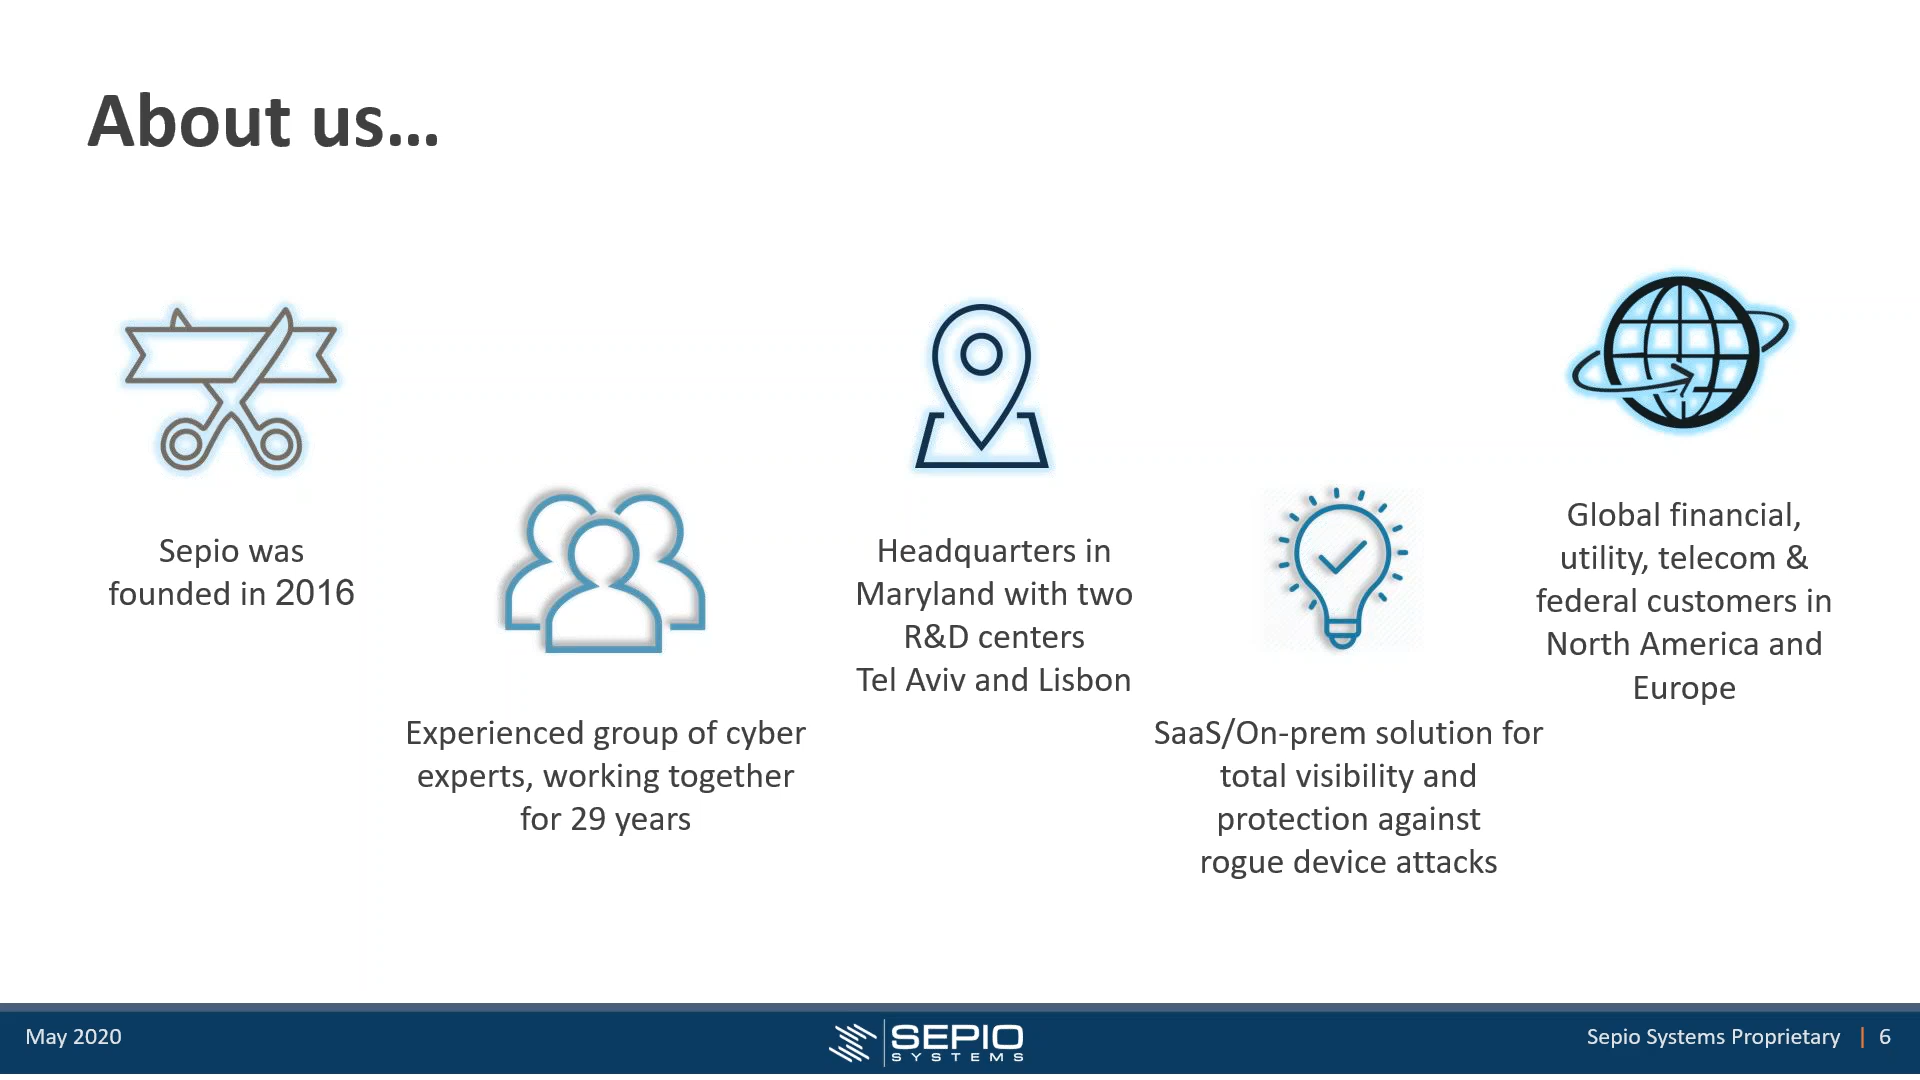 About us...
Sepio was
founded in 2016
Experienced group of cyber
experts, working together
for 29 years
Headquarters in
Maryland with two
R&D centers
Tel Aviv and Lisbon
SaaS/On-prem solution for
total visibility and
protection against
rogue device attacks
Global financial,
utility, telecom &
federal customers in
North America and
Europe
May 2020
SEPIO
SYSTEMS
Sepio Systems Proprietary | 6